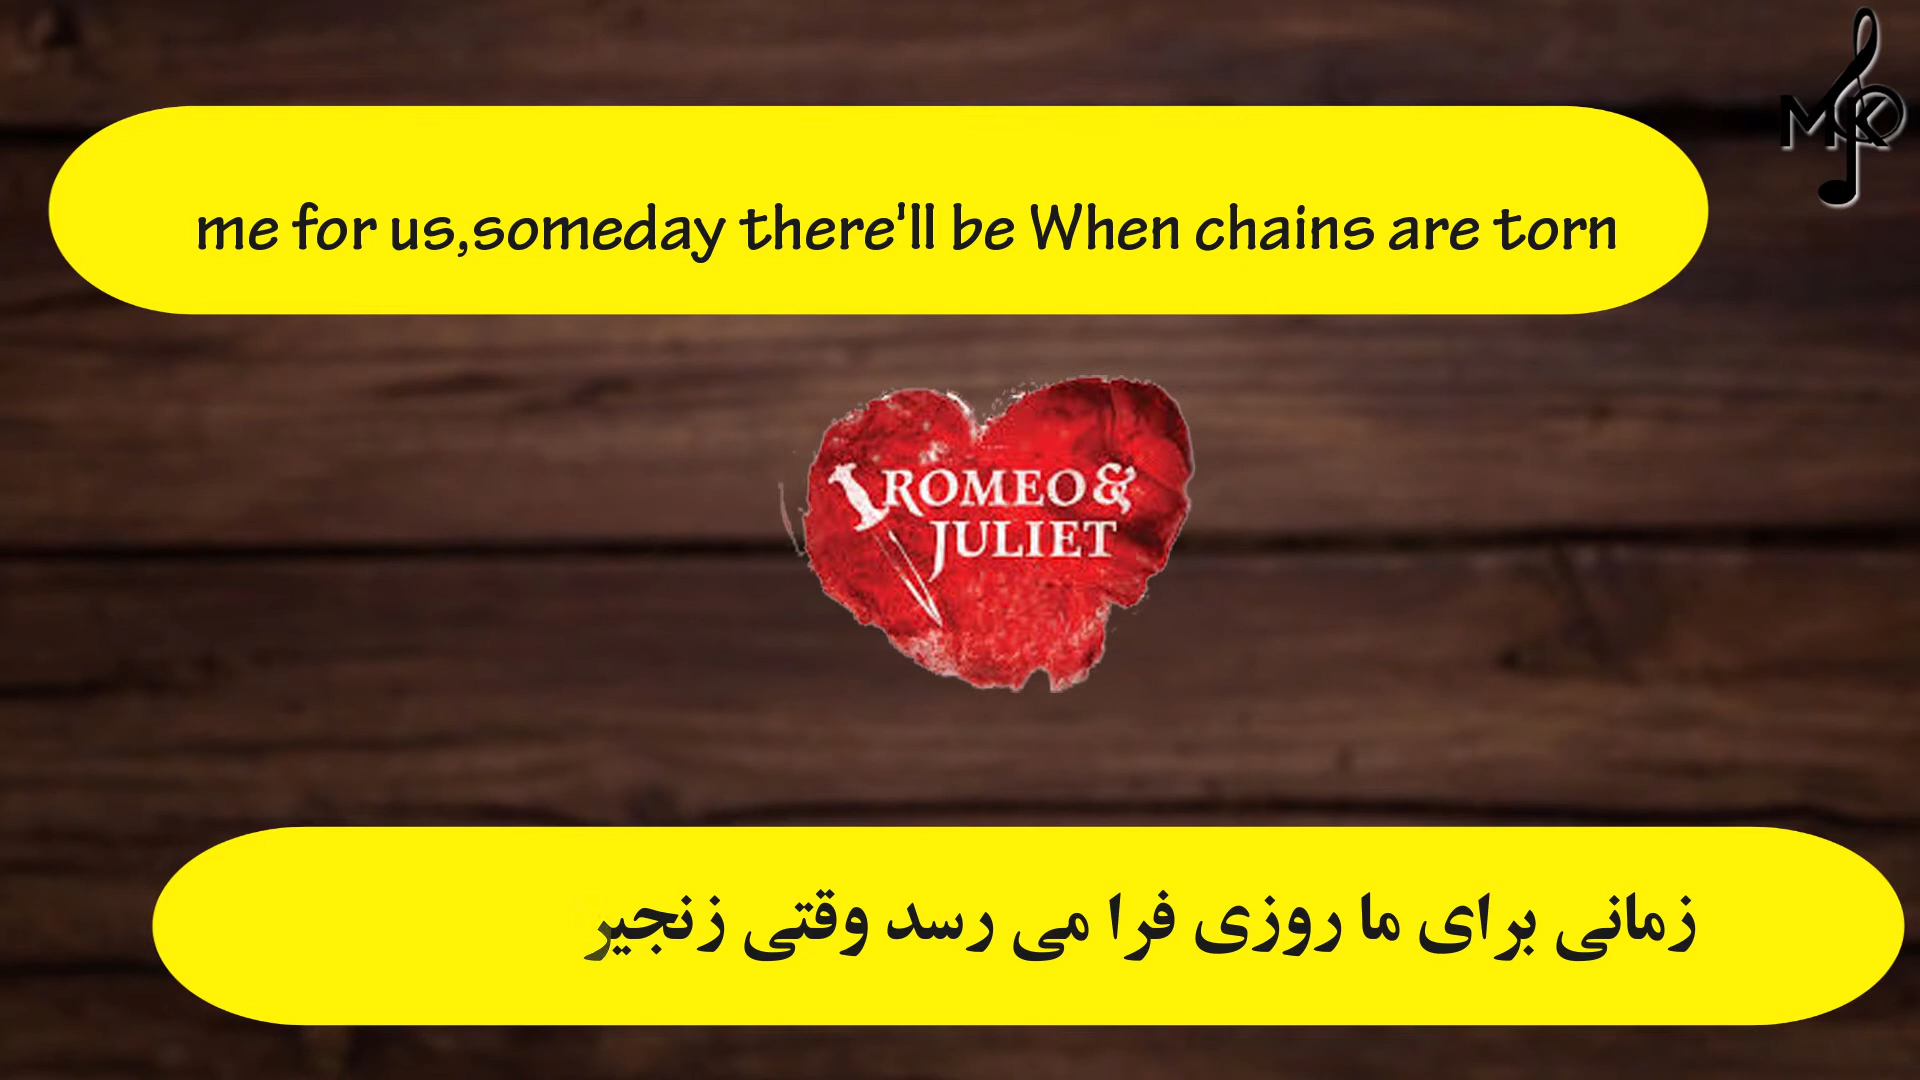 MK
me for us,someday there'll be When chains are torn
ROMEO &
JULIET
زمانی برای ما روزی فرا می رسد وقتی زنجیر